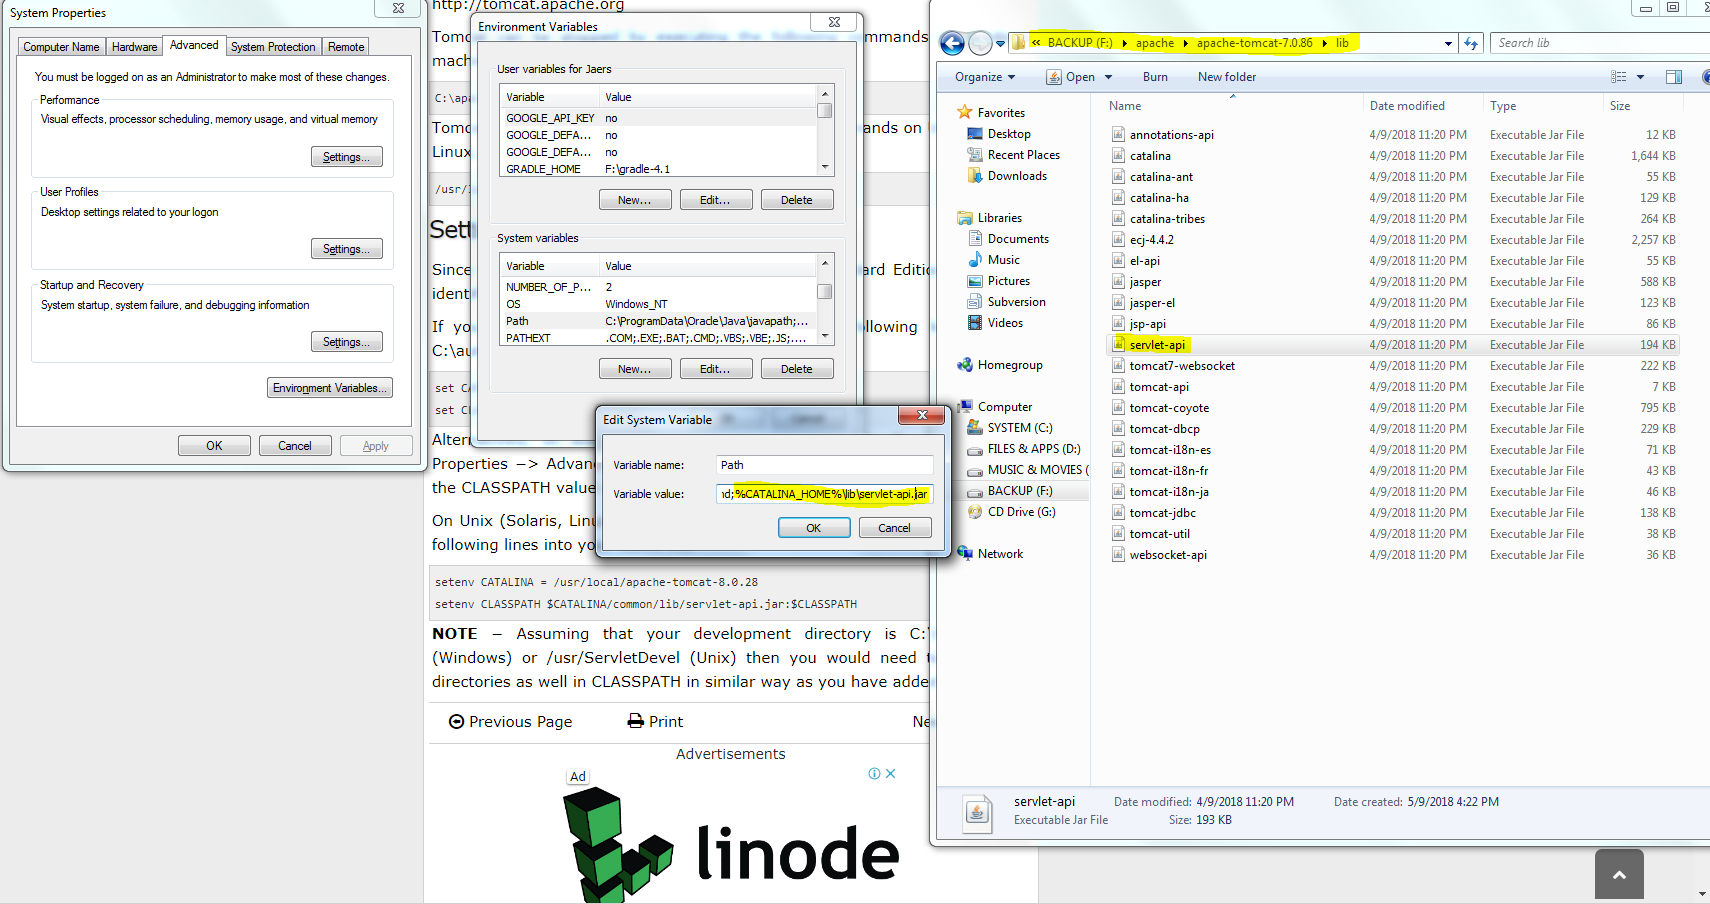 System Properties
Computer Name
Hardware
Advanced
System Protection
Remote
You must be logged on as an Administrator to make most of these changes.
Performance
Visual effects, processor scheduling, memory usage, and virtual memory
Settings...
User Profiles
Desktop settings related to your logon
Settings...
Startup and Recovery
System startup, system failure, and debugging information
Settings...
Environment Variables...
OK
Cancel
Apply
http://tomcat.apache.org
Environment Variables
User variables for Jaers
Variable Value
GOOGLE_API_KEY no
GOOGLE_DEFA... no
GOOGLE_DEFA... no
GRADLE_HOME F:\gradle-4.1
New...
Edit...
Delete
System variables
Variable Value
NUMBER_OF_P... 2
OS Windows_NT
Path C:\ProgramData\Oracle\Java\javapath;...
PATHEXT .COM;.EXE;.BAT;.CMD;.VBS;.VBE;.JS;....
New...
Edit...
Delete
Edit System Variable
Variable name: Path
Variable value: nd;%CATALINA_HOME%\lib\servlet-api.jar
OK
Cancel
Properties −> Advan
the CLASSPATH value
On Unix (Solaris, Linu
following lines into yo
setenv CATALINA = /usr/local/apache-tomcat-8.0.28
setenv CLASSPATH $CATALINA/common/lib/servlet-api.jar:$CLASSPATH
NOTE − Assuming that your development directory is C:\
(Windows) or /usr/ServletDevel (Unix) then you would need t
directories as well in CLASSPATH in similar way as you have adde
Previous Page
Print
Ne
Advertisements
Ad
linode
« BACKUP (F:) ▸ apache ▸ apache-tomcat-7.0.86 ▸ lib
Search lib
Organize
Open
Burn
New folder
Favorites
Desktop
Recent Places
Downloads
Libraries
Documents
Music
Pictures
Subversion
Videos
Homegroup
Computer
SYSTEM (C:)
FILES & APPS (D:)
MUSIC & MOVIES (
BACKUP (F:)
CD Drive (G:)
Network
Name Date modified Type Size
annotations-api 4/9/2018 11:20 PM Executable Jar File 12 KB
catalina 4/9/2018 11:20 PM Executable Jar File 1,644 KB
catalina-ant 4/9/2018 11:20 PM Executable Jar File 55 KB
catalina-ha 4/9/2018 11:20 PM Executable Jar File 129 KB
catalina-tribes 4/9/2018 11:20 PM Executable Jar File 264 KB
ecj-4.4.2 4/9/2018 11:20 PM Executable Jar File 2,257 KB
el-api 4/9/2018 11:20 PM Executable Jar File 55 KB
jasper 4/9/2018 11:20 PM Executable Jar File 588 KB
jasper-el 4/9/2018 11:20 PM Executable Jar File 123 KB
jsp-api 4/9/2018 11:20 PM Executable Jar File 86 KB
servlet-api 4/9/2018 11:20 PM Executable Jar File 194 KB
tomcat7-websocket 4/9/2018 11:20 PM Executable Jar File 222 KB
tomcat-api 4/9/2018 11:20 PM Executable Jar File 7 KB
tomcat-coyote 4/9/2018 11:20 PM Executable Jar File 795 KB
tomcat-dbcp 4/9/2018 11:20 PM Executable Jar File 229 KB
tomcat-i18n-es 4/9/2018 11:20 PM Executable Jar File 71 KB
tomcat-i18n-fr 4/9/2018 11:20 PM Executable Jar File 43 KB
tomcat-i18n-ja 4/9/2018 11:20 PM Executable Jar File 46 KB
tomcat-jdbc 4/9/2018 11:20 PM Executable Jar File 138 KB
tomcat-util 4/9/2018 11:20 PM Executable Jar File 38 KB
websocket-api 4/9/2018 11:20 PM Executable Jar File 36 KB
servlet-api Date modified: 4/9/2018 11:20 PM Date created: 5/9/2018 4:22 PM
Executable Jar File Size: 193 KB